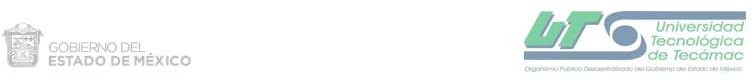 GOBIERNO DEL
ESTADO DE MÉXICO
UT
Universidad
Tecnológica
de Tecámac
Organismo Público Descentralizado del Gobierno del Estado de México